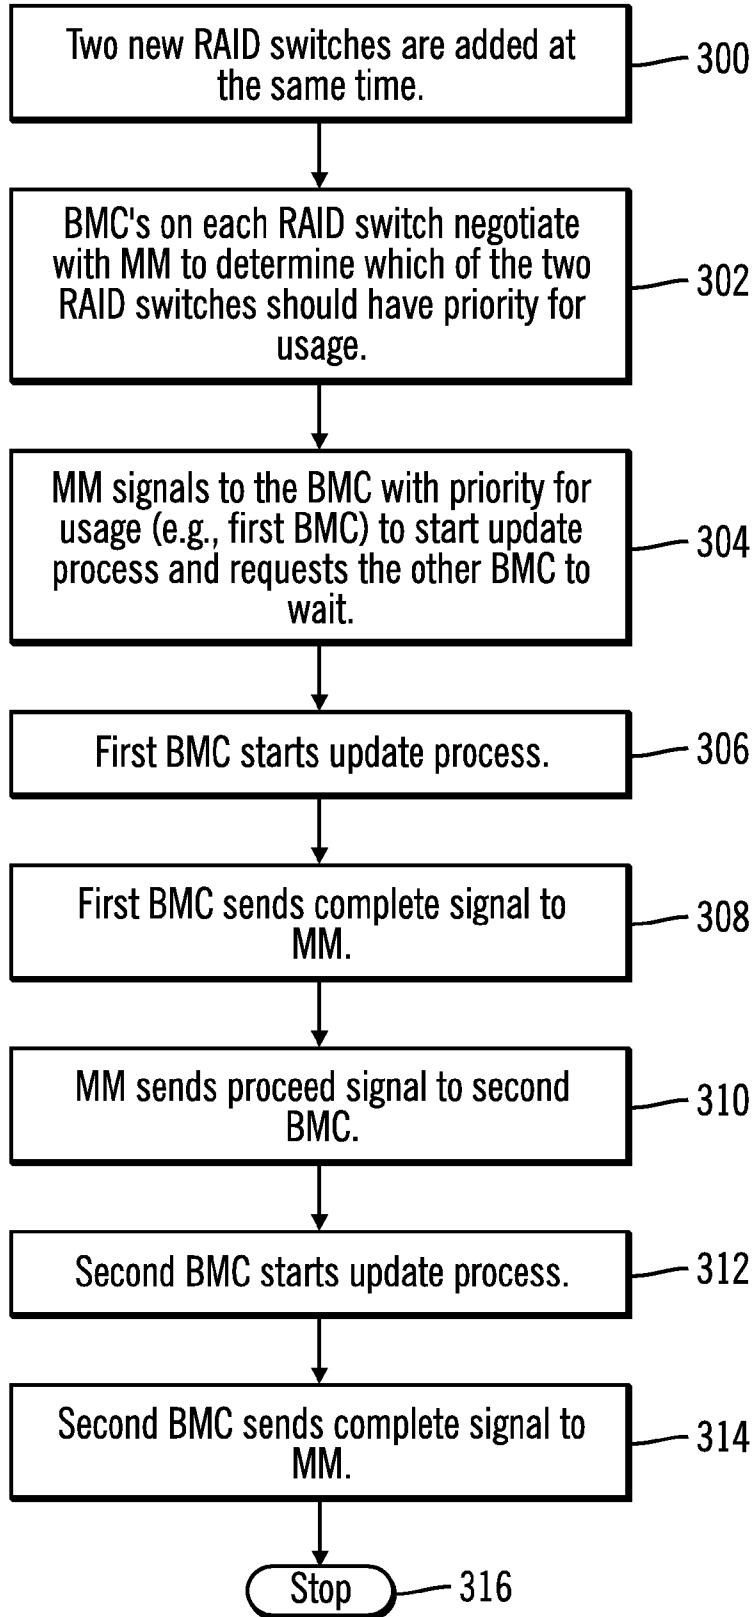 Two new RAID switches are added at
the same time.
300
BMC's on each RAID switch negotiate
with MM to determine which of the two
RAID switches should have priority for
usage.
302
MM signals to the BMC with priority for
usage (e.g., first BMC) to start update
process and requests the other BMC to
wait.
304
First BMC starts update process.
306
First BMC sends complete signal to
MM.
308
MM sends proceed signal to second
BMC.
310
Second BMC starts update process.
312
Second BMC sends complete signal to
MM.
314
Stop
316